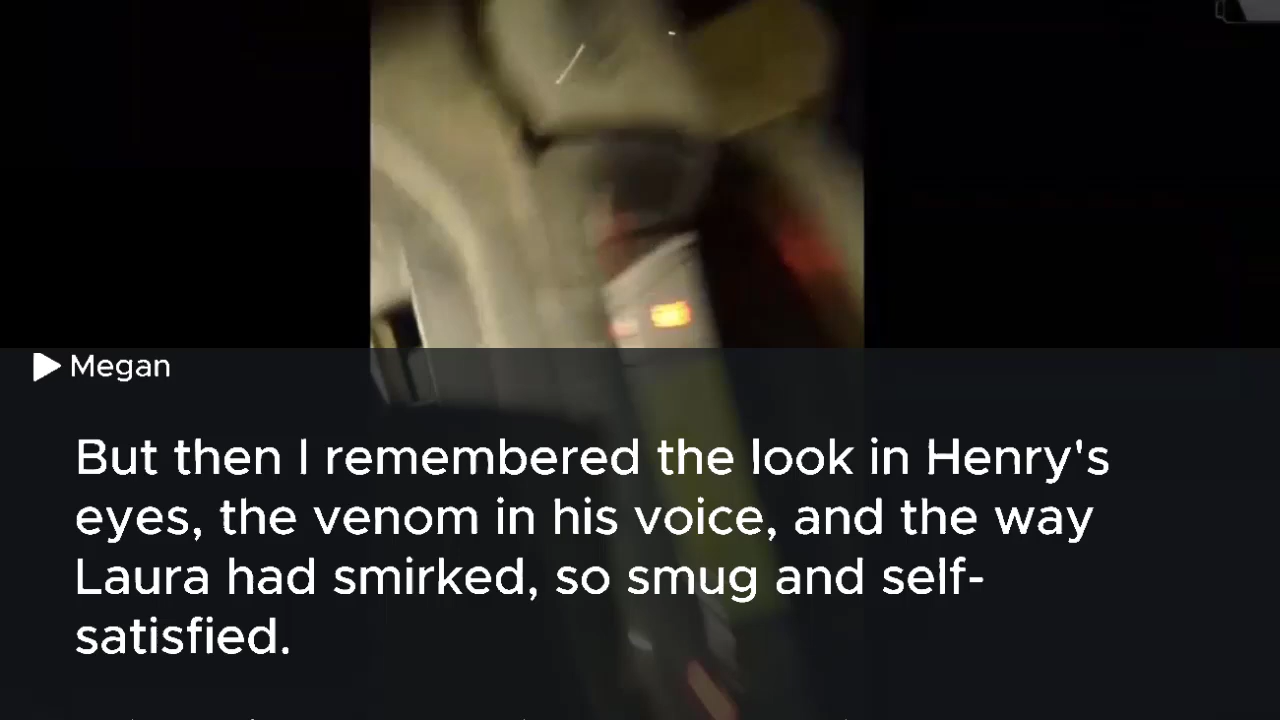 Megan
But then I remembered the look in Henry's
eyes, the venom in his voice, and the way
Laura had smirked, so smug and self-
satisfied.